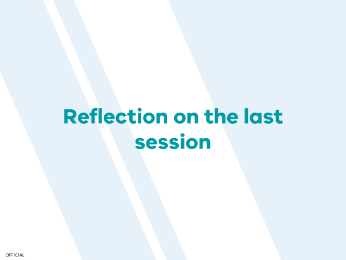 Reflection on the last
session
OFFICIAL